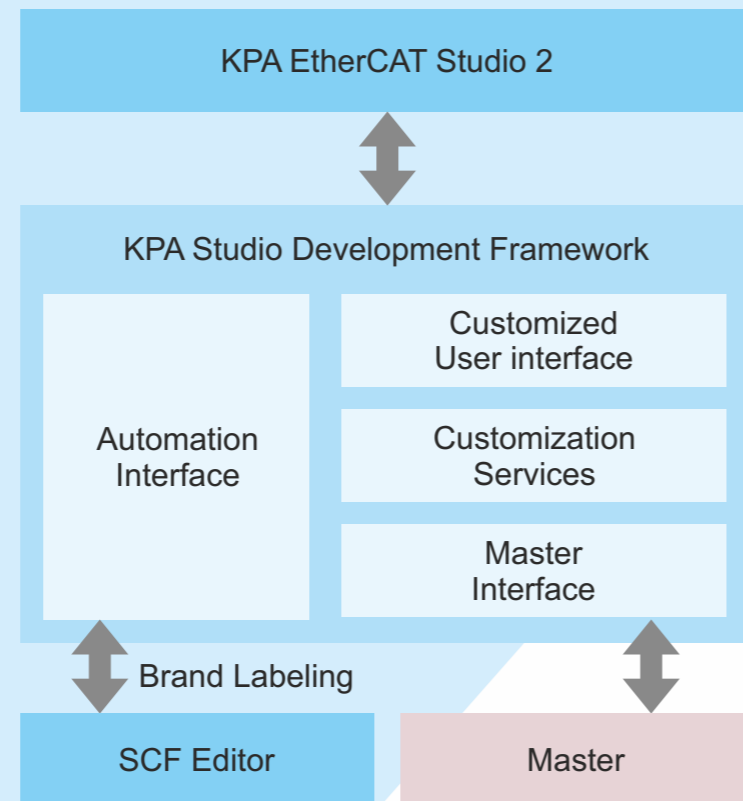 KPA EtherCAT Studio 2
KPA Studio Development Framework
Automation
Interface
Customized
User interface
Customization
Services
Master
Interface
Brand Labeling
SCF Editor
Master